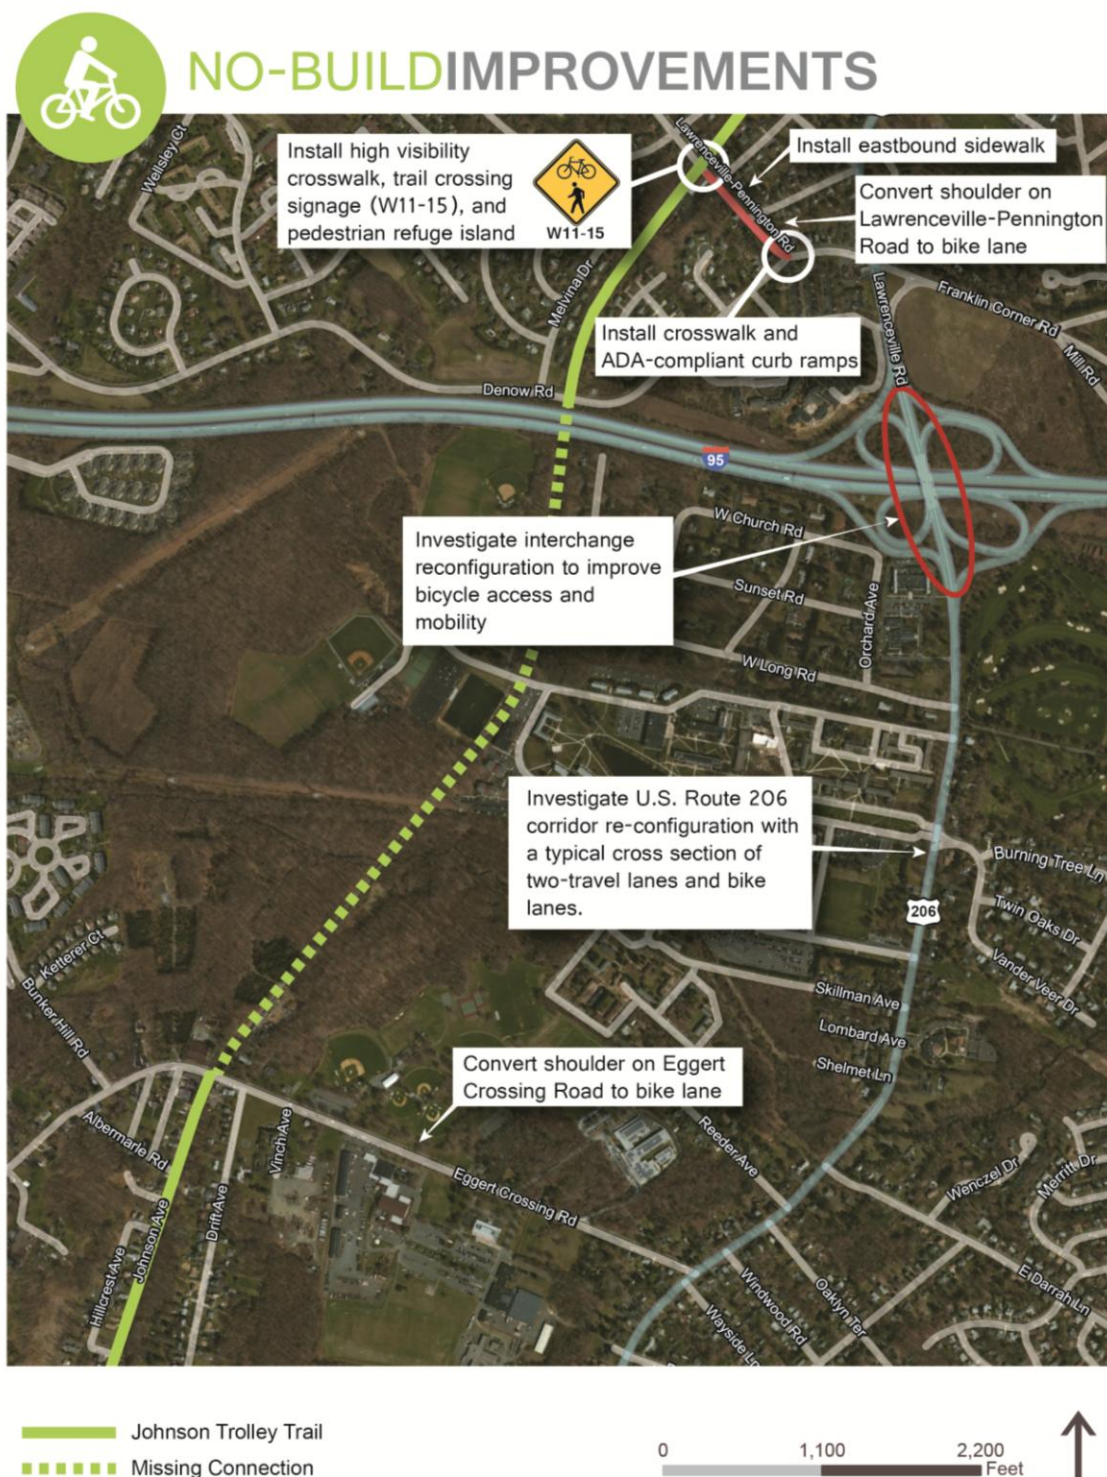 NO-BUILDIMPROVEMENTS
Wellsley Ct
Install high visibility
crosswalk, trail crossing
signage (W11-15), and
pedestrian refuge island
W11-15
Lawrenceville-Pennington Rd
Install eastbound sidewalk
Convert shoulder on
Lawrenceville-Pennington
Road to bike lane
Melvina Dr
Install crosswalk and
ADA-compliant curb ramps
Lawrenceville Rd
Franklin Corner Rd
Mill Rd
Denow Rd
95
W Church Rd
Investigate interchange
reconfiguration to improve
bicycle access and
mobility
Sunset Rd
Orchard Ave
W Long Rd
Investigate U.S. Route 206
corridor re-configuration with
a typical cross section of
two-travel lanes and bike
lanes.
Burning Tree Ln
206
Twin Oaks Dr
Vander Veer Dr
Ketterer Ct
Bunker Hill Rd
Skillman Ave
Lombard Ave
Shelmet Ln
Convert shoulder on Eggert
Crossing Road to bike lane
Albermarle Rd
Vinch Ave
Reeder Ave
Eggert Crossing Rd
Wenczel Dr
Merritt Dr
Drift Ave
Johnson Ave
Hillcrest Ave
E Darrah Ln
Windwood Rd
Oaklyn Ter
Wayside Ln
Johnson Trolley Trail
Missing Connection
0 1,100 2,200
Feet